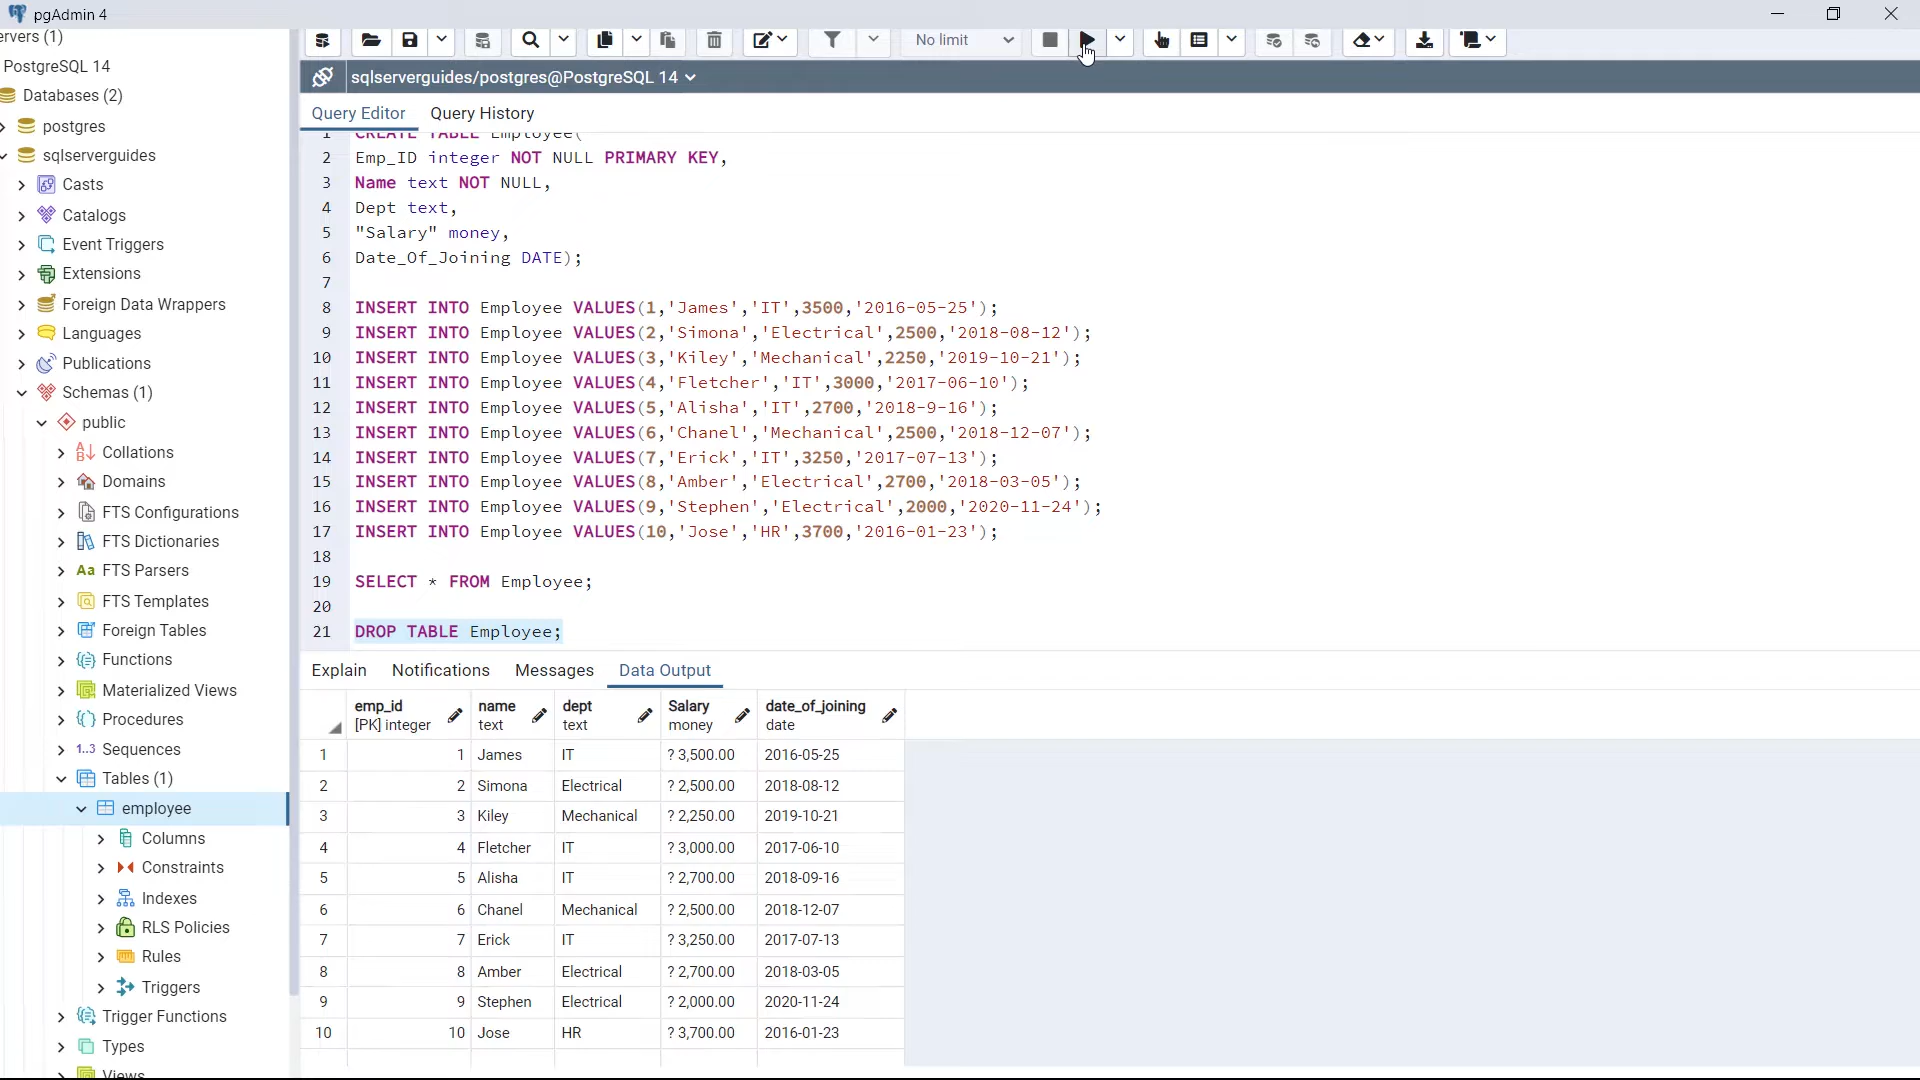 pgAdmin 4
ervers (1)
PostgreSQL 14
Databases (2)
postgres
sqlserverguides
Casts
Catalogs
Event Triggers
Extensions
Foreign Data Wrappers
Languages
Publications
Schemas (1)
public
Collations
Domains
FTS Configurations
FTS Dictionaries
Aa FTS Parsers
FTS Templates
Foreign Tables
Functions
Materialized Views
Procedures
1..3 Sequences
Tables (1)
employee
Columns
Constraints
Indexes
RLS Policies
Rules
Triggers
Trigger Functions
Types
Views
No limit
sqlserverguides/postgres@PostgreSQL 14
Query Editor Query History
1 CREATE TABLE Employee(
2 Emp_ID integer NOT NULL PRIMARY KEY,
3 Name text NOT NULL,
4 Dept text,
5 "Salary" money,
6 Date_Of_Joining DATE);
7
8 INSERT INTO Employee VALUES(1,'James','IT',3500,'2016-05-25');
9 INSERT INTO Employee VALUES(2,'Simona','Electrical',2500,'2018-08-12');
10 INSERT INTO Employee VALUES(3,'Kiley','Mechanical',2250,'2019-10-21');
11 INSERT INTO Employee VALUES(4,'Fletcher','IT',3000,'2017-06-10');
12 INSERT INTO Employee VALUES(5,'Alisha','IT',2700,'2018-9-16');
13 INSERT INTO Employee VALUES(6,'Chanel','Mechanical',2500,'2018-12-07');
14 INSERT INTO Employee VALUES(7,'Erick','IT',3250,'2017-07-13');
15 INSERT INTO Employee VALUES(8,'Amber','Electrical',2700,'2018-03-05');
16 INSERT INTO Employee VALUES(9,'Stephen','Electrical',2000,'2020-11-24');
17 INSERT INTO Employee VALUES(10,'Jose','HR',3700,'2016-01-23');
18
19 SELECT * FROM Employee;
20
21 DROP TABLE Employee;
Explain Notifications Messages Data Output
emp_id name dept Salary date_of_joining
[PK] integer text text money date
1 1 James IT ? 3,500.00 2016-05-25
2 2 Simona Electrical ? 2,500.00 2018-08-12
3 3 Kiley Mechanical ? 2,250.00 2019-10-21
4 4 Fletcher IT ? 3,000.00 2017-06-10
5 5 Alisha IT ? 2,700.00 2018-09-16
6 6 Chanel Mechanical ? 2,500.00 2018-12-07
7 7 Erick IT ? 3,250.00 2017-07-13
8 8 Amber Electrical ? 2,700.00 2018-03-05
9 9 Stephen Electrical ? 2,000.00 2020-11-24
10 10 Jose HR ? 3,700.00 2016-01-23